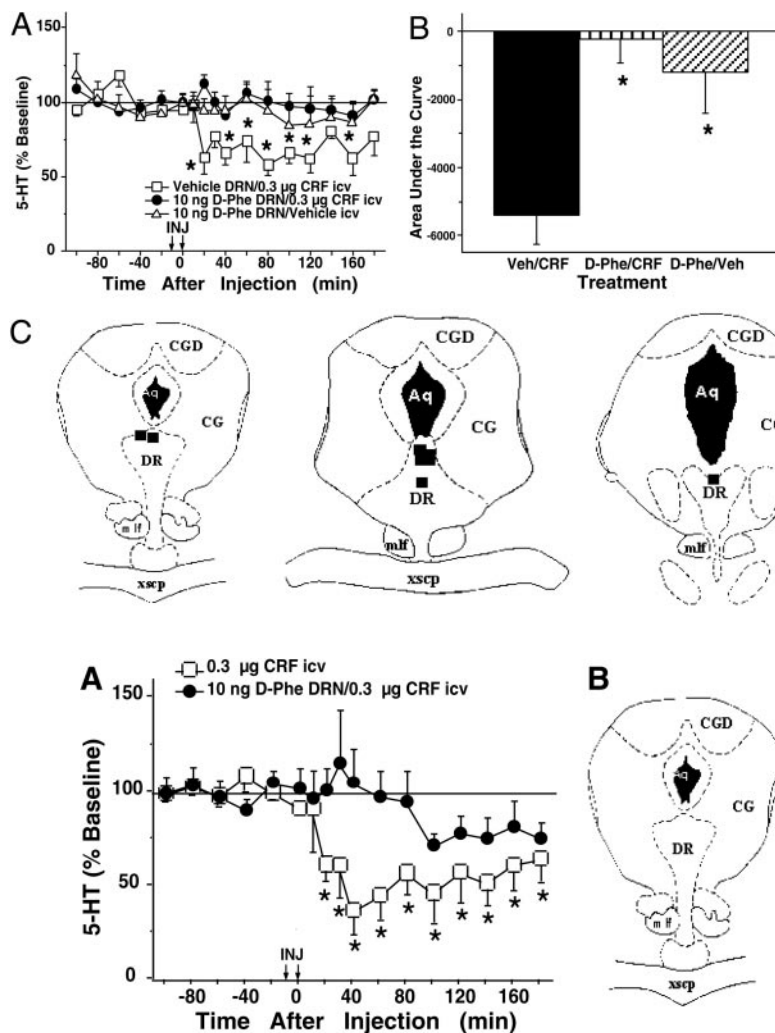 A
150
100
50
0
5-HT (% Baseline)
* * * * * * *
Vehicle DRN/0.3 µg CRF icv
10 ng D-Phe DRN/0.3 µg CRF icv
10 ng D-Phe DRN/Vehicle icv
INJ
-80 -40 0 40 80 120 160
Time After Injection (min)
B
0
-2000
-4000
-6000
Area Under the Curve
* *
Veh/CRF D-Phe/CRF D-Phe/Veh
Treatment
C
CGD
Aq
CG
DR
mlf
xscp
CGD
Aq
CG
DR
mlf
xscp
CGD
Aq
DR
mlf
A
0.3 µg CRF icv
10 ng D-Phe DRN/0.3 µg CRF icv
150
100
50
0
5-HT (% Baseline)
* * * * * * * * * *
INJ
-80 -40 0 40 80 120 160
Time After Injection (min)
B
CGD
Aq
CG
DR
mlf
xscp